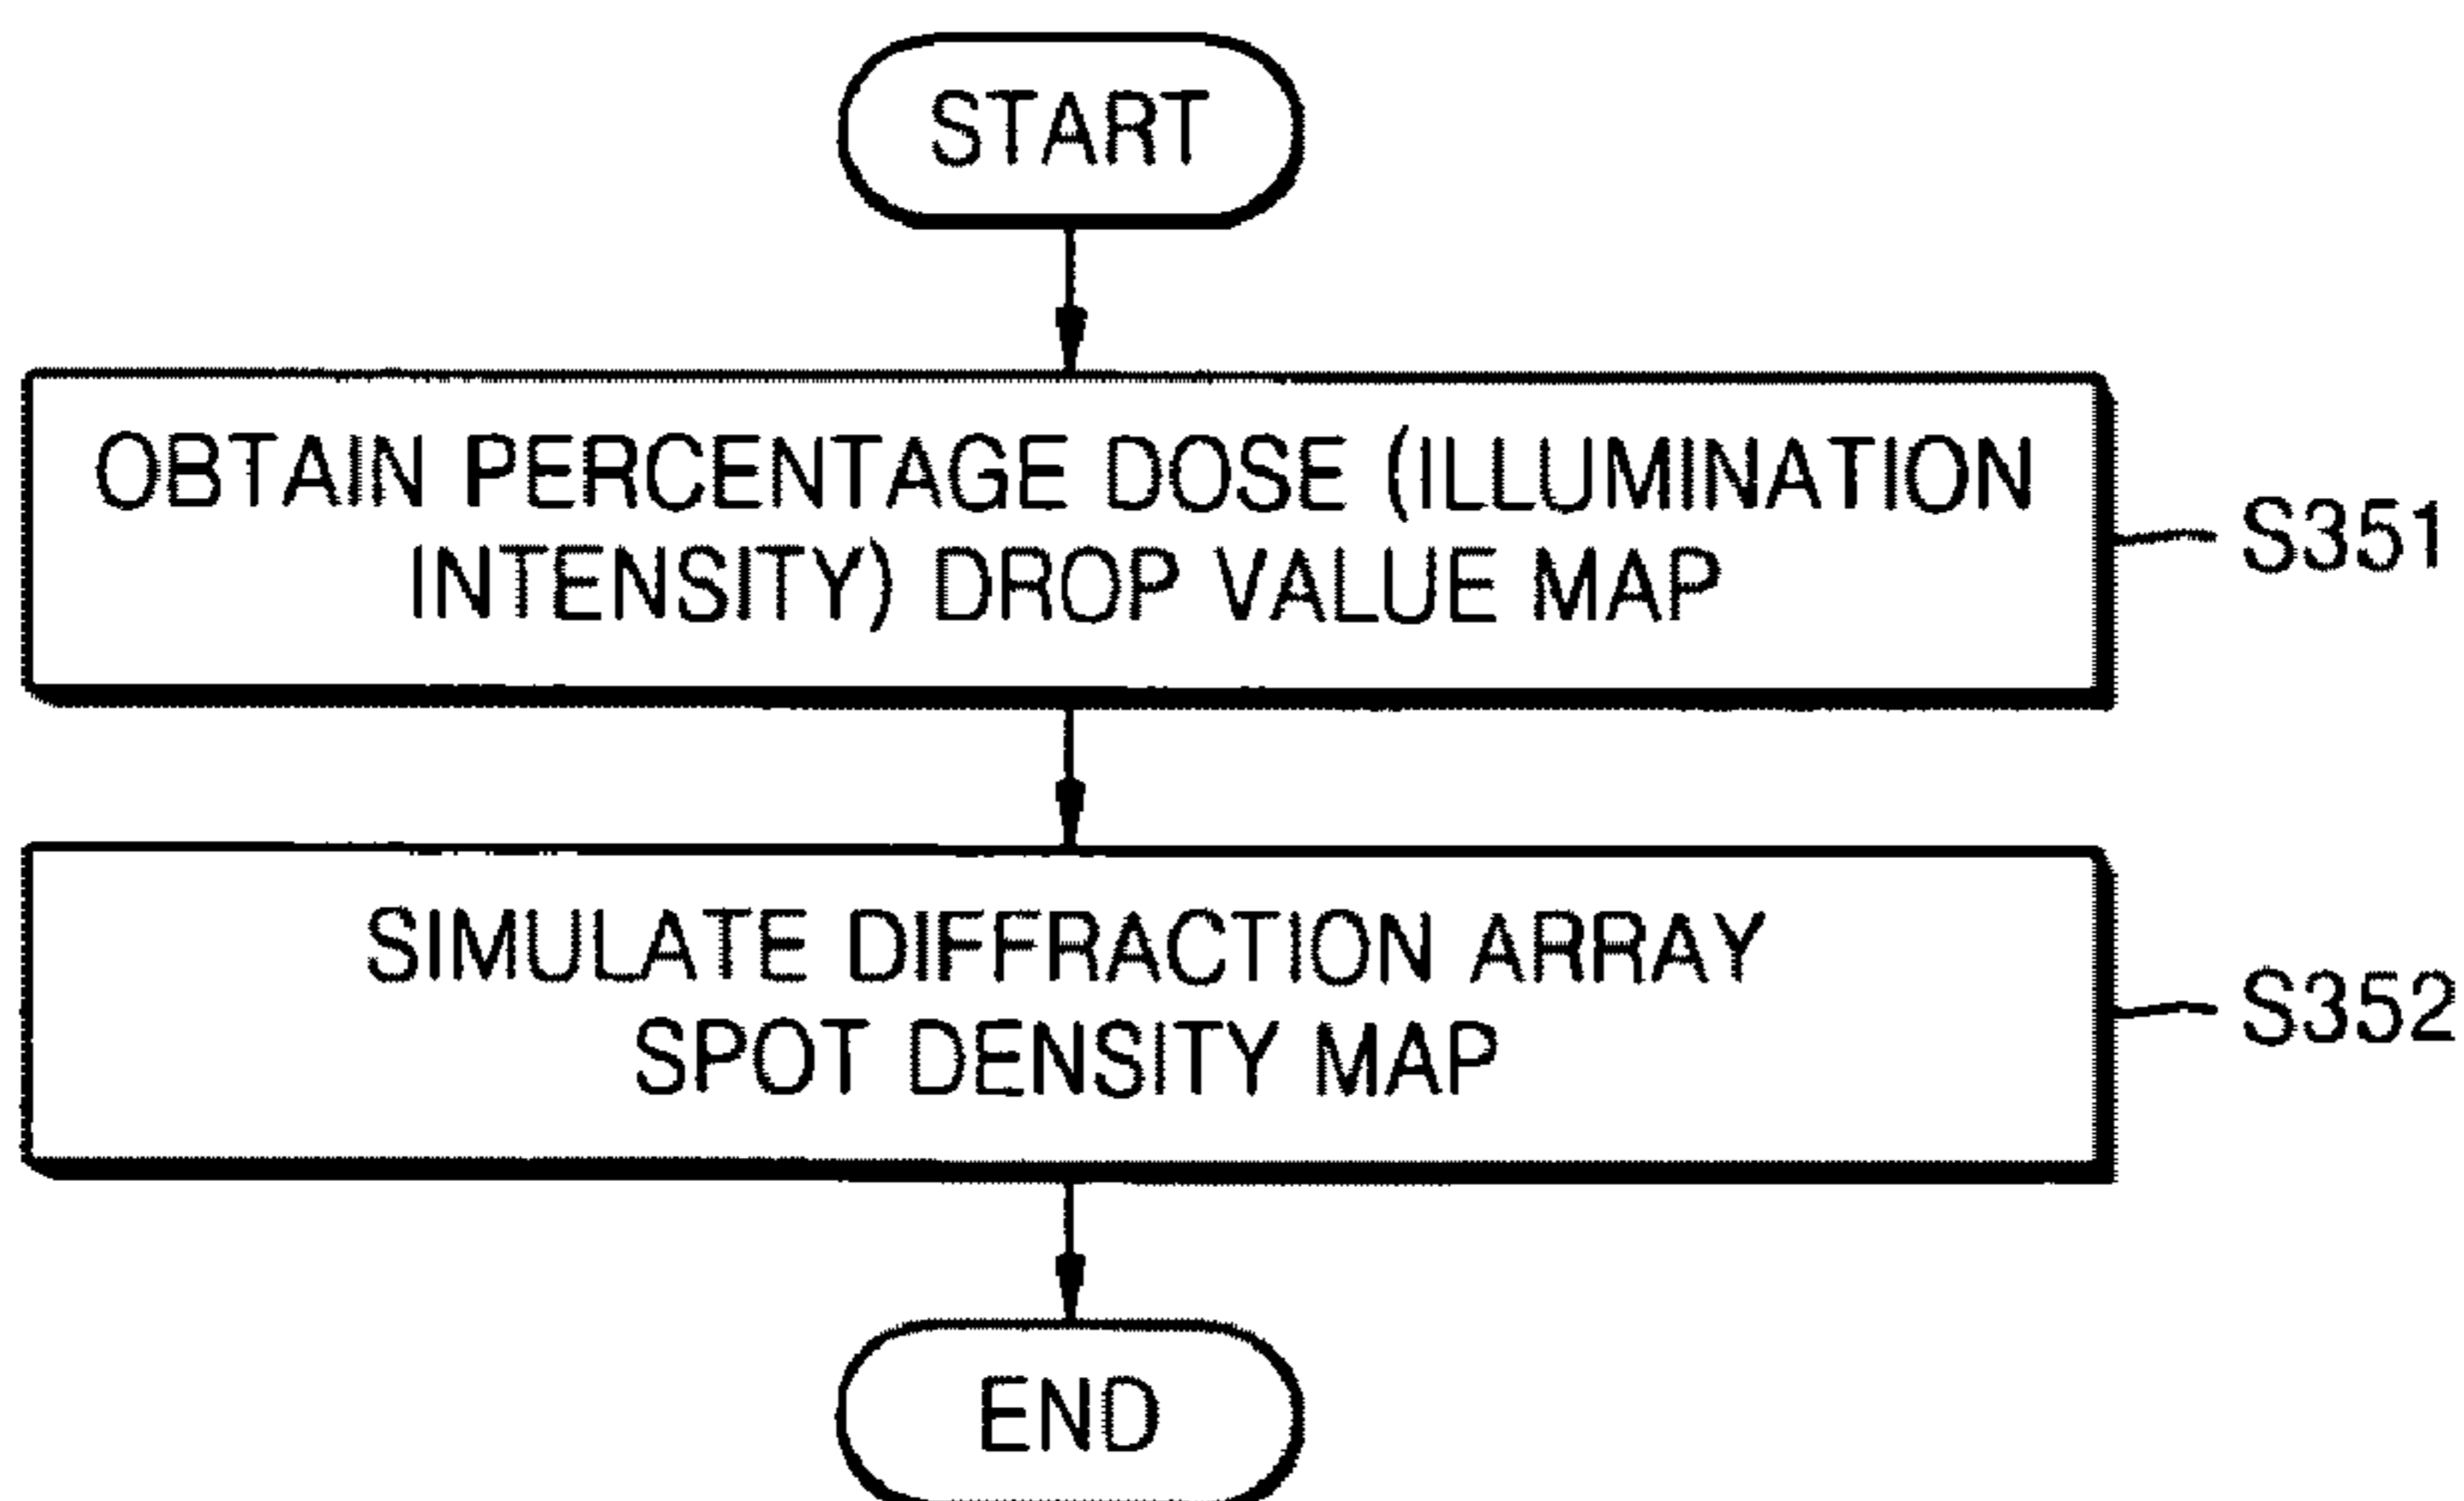 START
OBTAIN PERCENTAGE DOSE (ILLUMINATION
INTENSITY) DROP VALUE MAP
S351
SIMULATE DIFFRACTION ARRAY
SPOT DENSITY MAP
S352
END